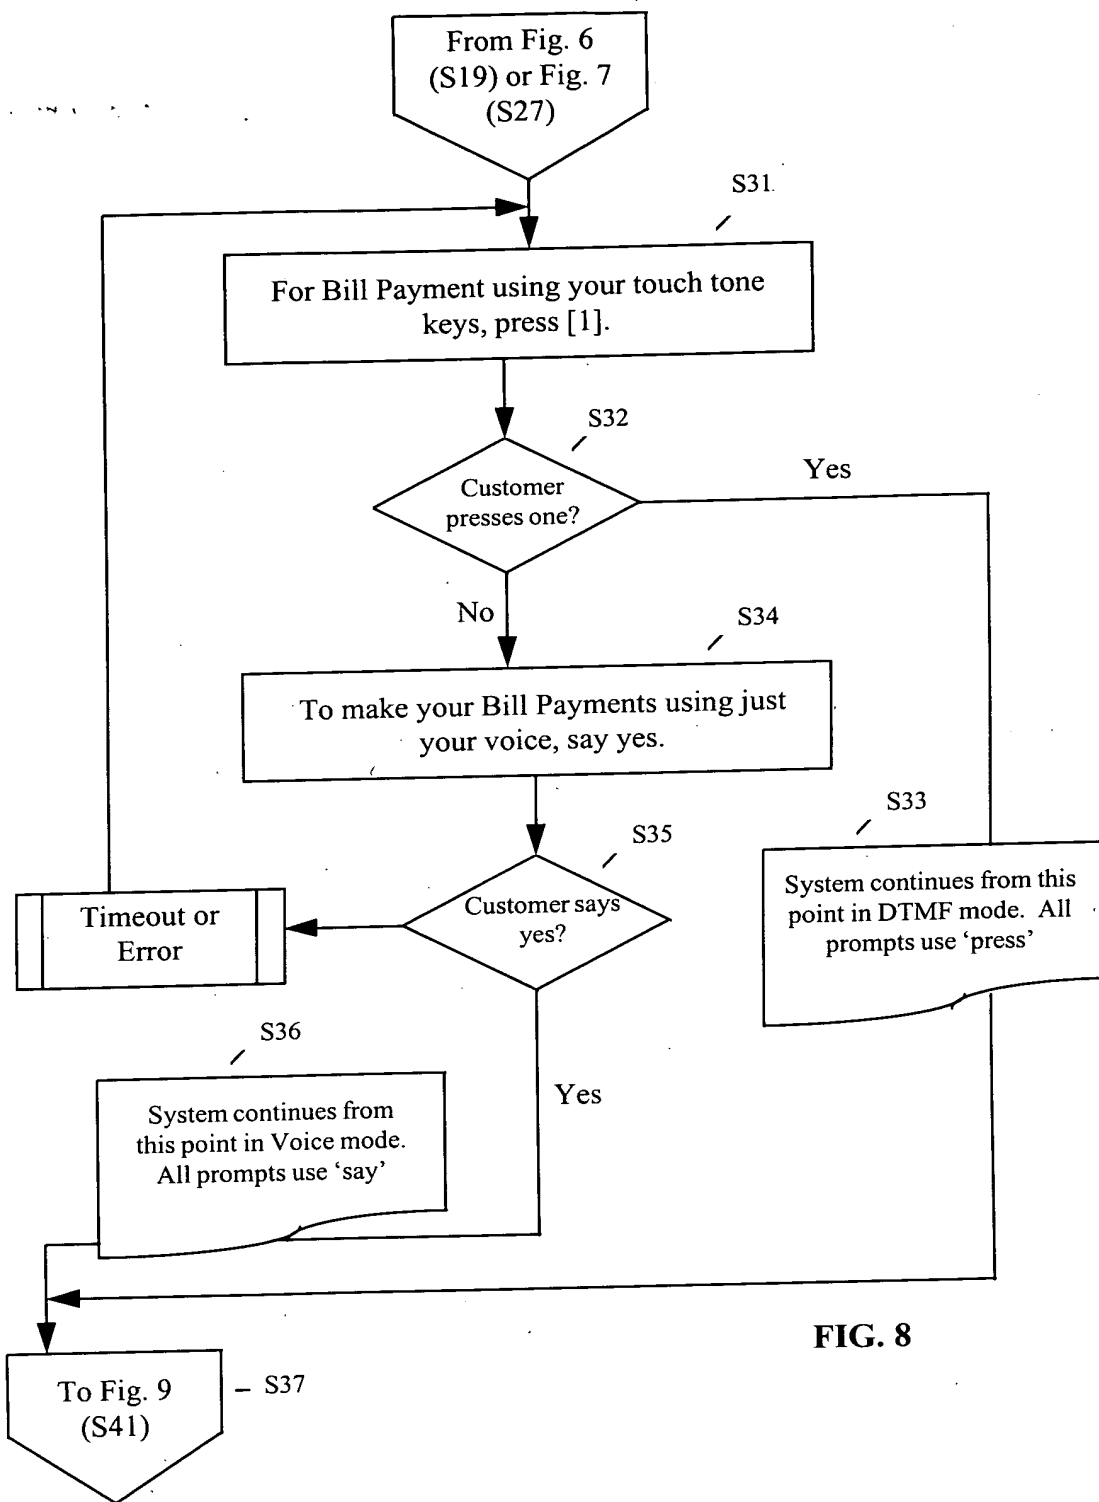 From Fig. 6
(S19) or Fig. 7
(S27)
S31
For Bill Payment using your touch tone
keys, press [1].
S32
Customer
presses one?
Yes
No
S34
To make your Bill Payments using just
your voice, say yes.
S33
System continues from this
point in DTMF mode. All
prompts use ‘press’
S35
Customer says
yes?
Timeout or
Error
S36
System continues from
this point in Voice mode.
All prompts use ‘say’
Yes
FIG. 8
To Fig. 9
(S41)
S37